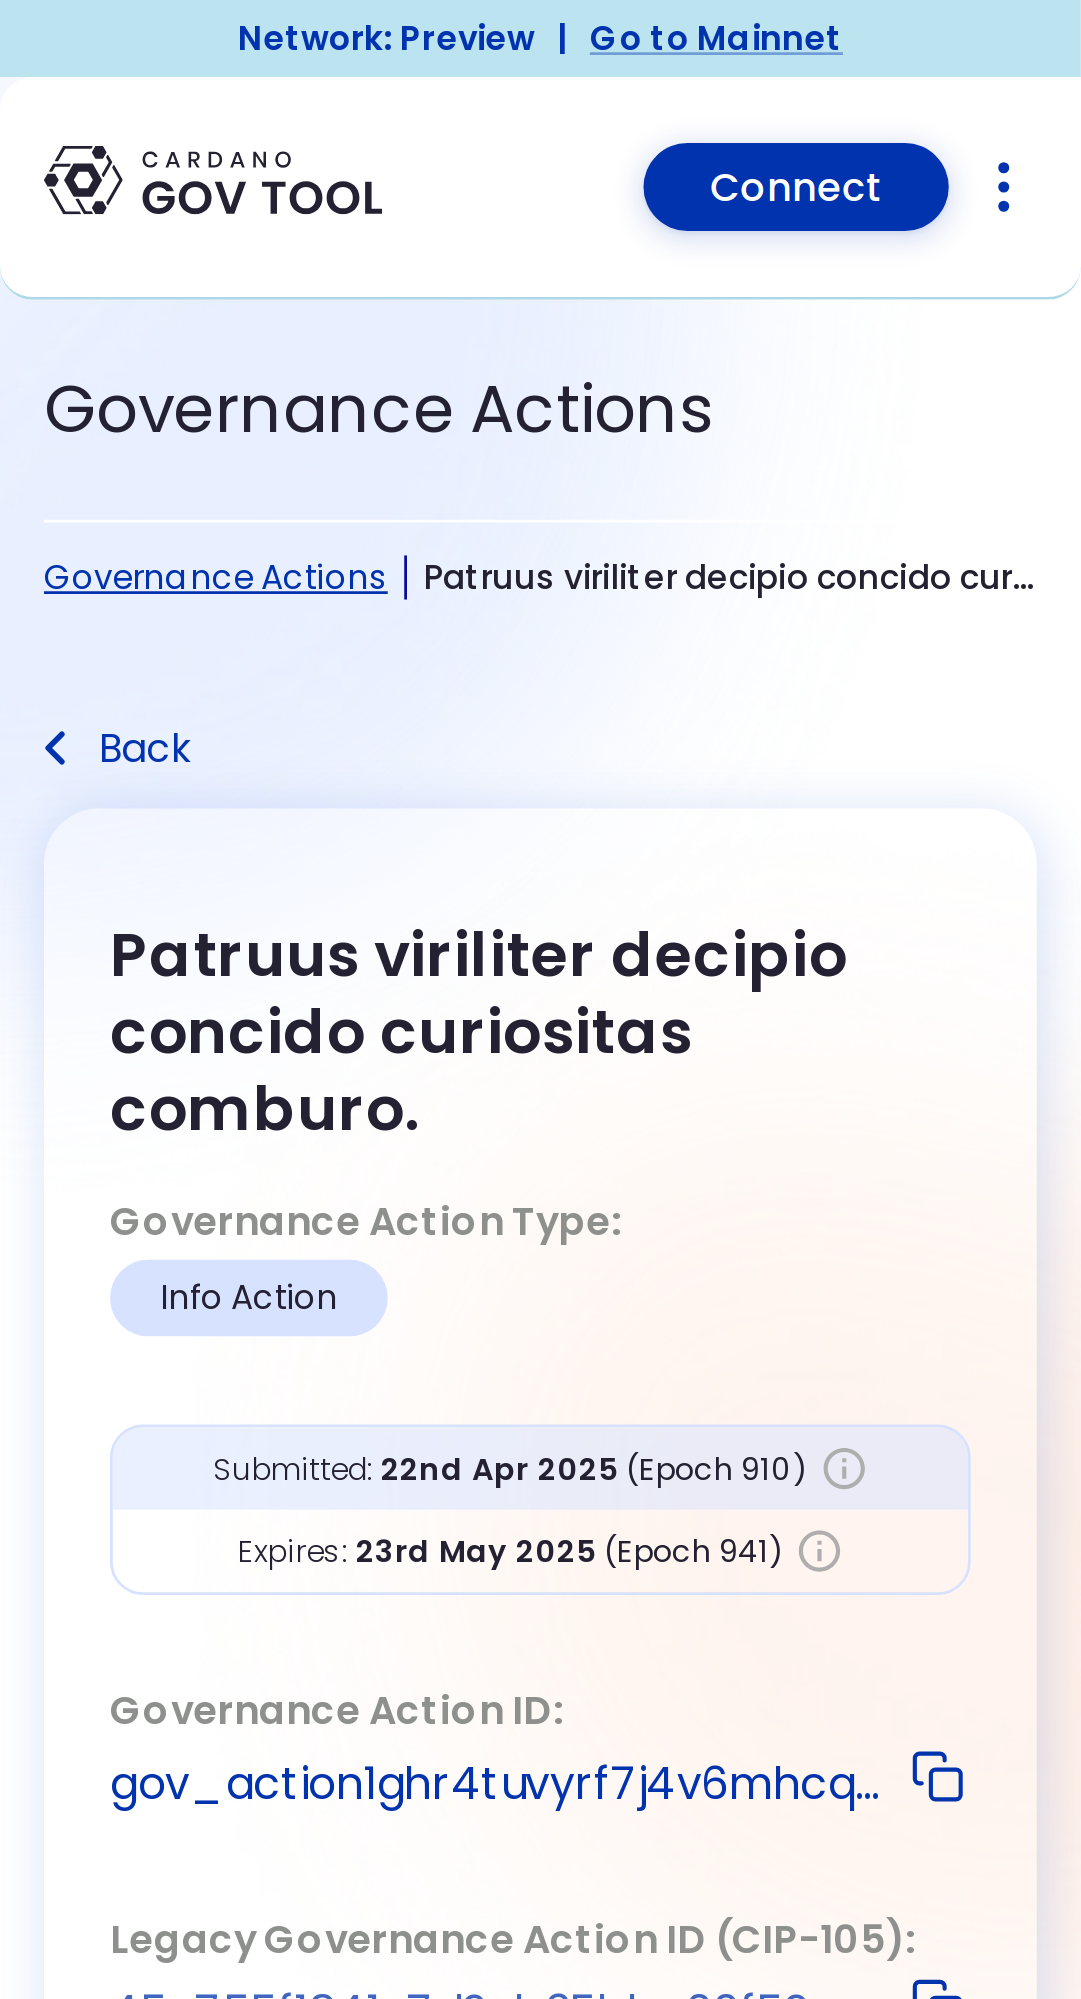 Network: Preview | Go to Mainnet
CARDANO
GOV TOOL
Connect
Governance Actions
Governance Actions | Patruus viriliter decipio concido cur...
Back
Patruus viriliter decipio
concido curiositas
comburo.
Governance Action Type:
Info Action
Submitted: 22nd Apr 2025 (Epoch 910)
Expires: 23rd May 2025 (Epoch 941)
Governance Action ID:
gov_action1ghr4tuvyrf7j4v6mhcq...
Legacy Governance Action ID (CIP-105):